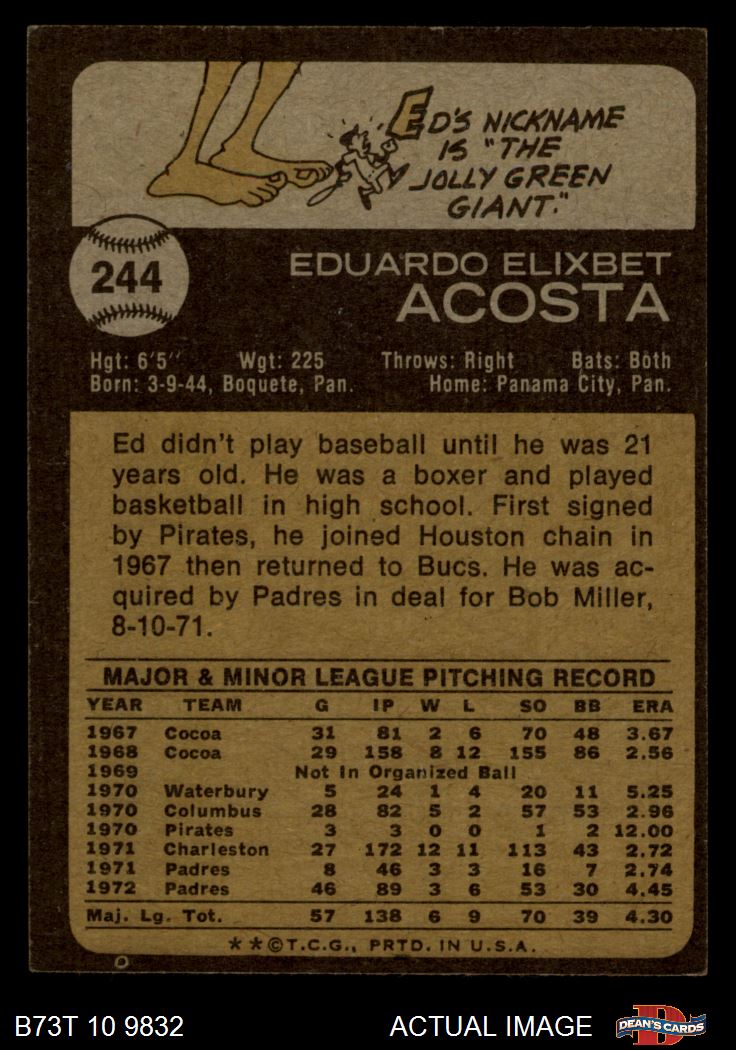 ED'S NICKNAME
IS "THE
JOLLY GREEN
GIANT."
244
EDUARDO ELIXBET
ACOSTA
Hgt: 6'5" Wgt: 225 Throws: Right Bats: Both
Born: 3-9-44, Boquete, Pan. Home: Panama City, Pan.
Ed didn't play baseball until he was 21
years old. He was a boxer and played
basketball in high school. First signed
by Pirates, he joined Houston chain in
1967 then returned to Bucs. He was ac-
quired by Padres in deal for Bob Miller,
8-10-71.
MAJOR & MINOR LEAGUE PITCHING RECORD
YEAR TEAM G IP W L SO BB ERA
1967 Cocoa 31 81 2 6 70 48 3.67
1968 Cocoa 29 158 8 12 155 86 2.56
1969 Not In Organized Ball
1970 Waterbury 5 24 1 4 20 11 5.25
1970 Columbus 28 82 5 2 57 53 2.96
1970 Pirates 3 3 0 0 1 2 12.00
1971 Charleston 27 172 12 11 113 43 2.72
1971 Padres 8 46 3 3 16 7 2.74
1972 Padres 46 89 3 6 53 30 4.45
Maj. Lg. Tot. 57 138 6 9 70 39 4.30
**©T.C.G., PRTD. IN U.S.A.
B73T 10 9832 ACTUAL IMAGE
D
DEAN'S CARDS